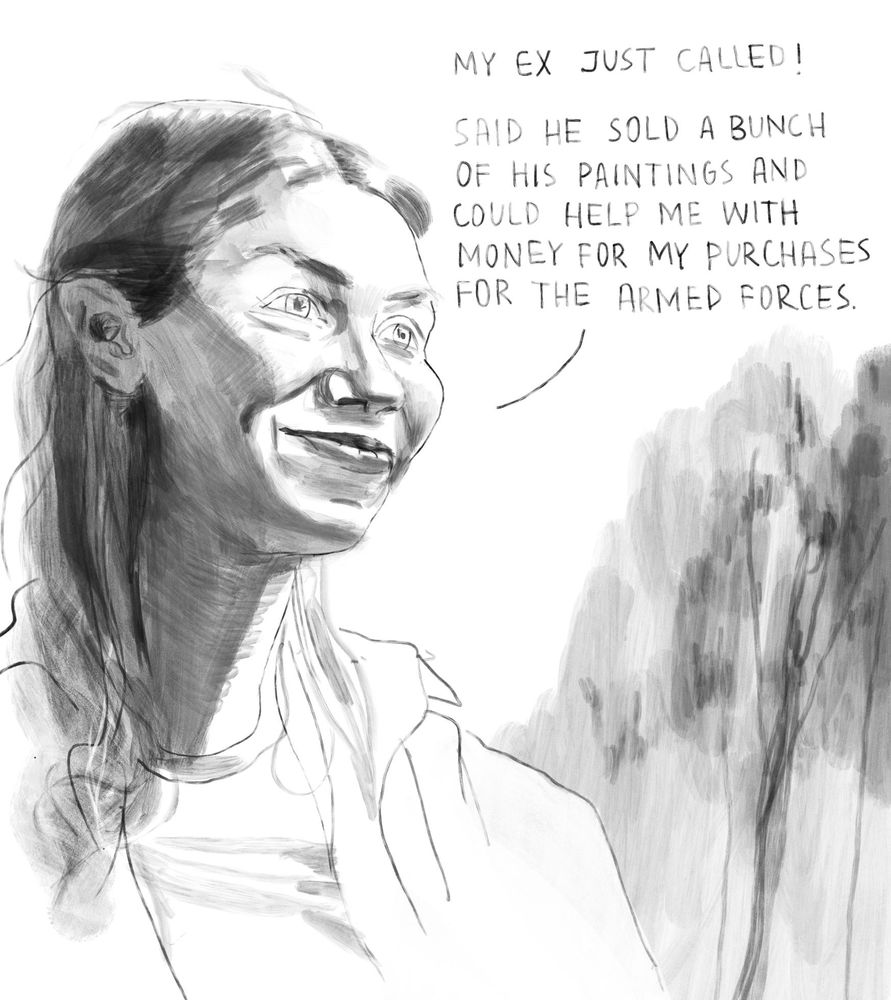 MY EX JUST CALLED!
SAID HE SOLD A BUNCH
OF HIS PAINTINGS AND
COULD HELP ME WITH
MONEY FOR MY PURCHASES
FOR THE ARMED FORCES.